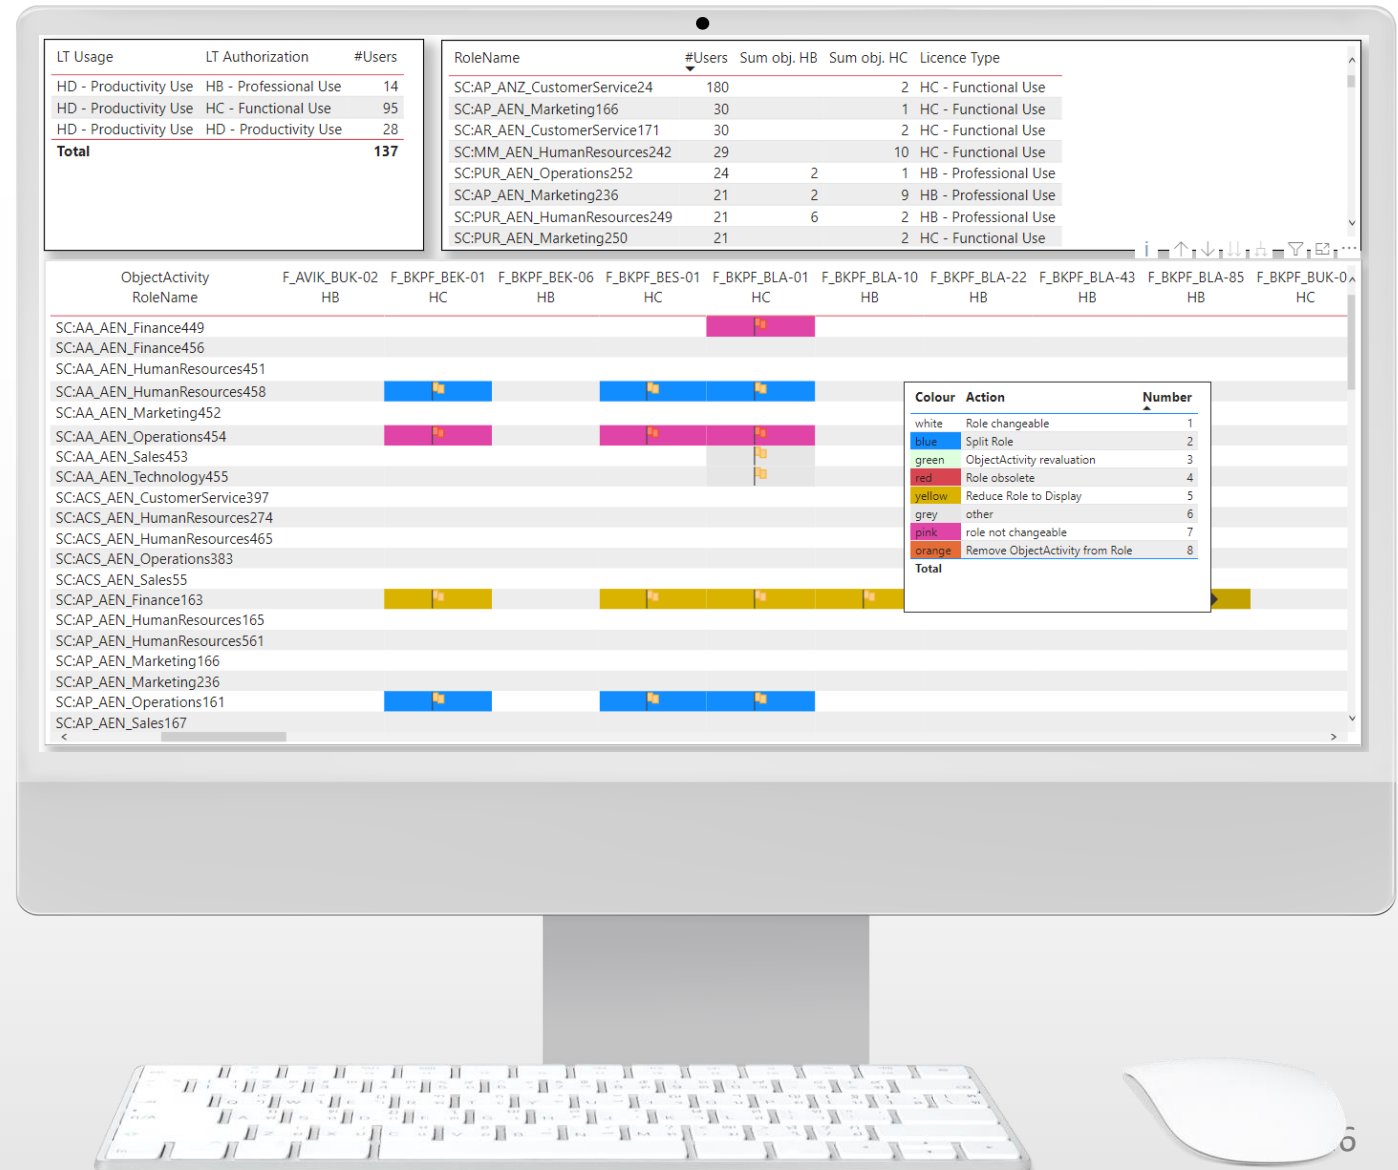 LT Usage LT Authorization #Users
HD - Productivity Use HB - Professional Use 14
HD - Productivity Use HC - Functional Use 95
HD - Productivity Use HD - Productivity Use 28
Total 137
RoleName #Users Sum obj. HB Sum obj. HC Licence Type
SC:AP_ANZ_CustomerService24 180 2 HC - Functional Use
SC:AP_AEN_Marketing166 30 1 HC - Functional Use
SC:AR_AEN_CustomerService171 30 2 HC - Functional Use
SC:MM_AEN_HumanResources242 29 10 HC - Functional Use
SC:PUR_AEN_Operations252 24 2 1 HB - Professional Use
SC:AP_AEN_Marketing236 21 2 9 HB - Professional Use
SC:PUR_AEN_HumanResources249 21 6 2 HB - Professional Use
SC:PUR_AEN_Marketing250 21 2 HC - Functional Use
ObjectActivity F_AVIK_BUK-02 F_BKPF_BEK-01 F_BKPF_BEK-06 F_BKPF_BES-01 F_BKPF_BLA-01 F_BKPF_BLA-10 F_BKPF_BLA-22 F_BKPF_BLA-43 F_BKPF_BLA-85 F_BKPF_BUK-0
RoleName HB HC HB HC HC HB HB HB HB HC
SC:AA_AEN_Finance449
SC:AA_AEN_Finance456
SC:AA_AEN_HumanResources451
SC:AA_AEN_HumanResources458
SC:AA_AEN_Marketing452
SC:AA_AEN_Operations454
SC:AA_AEN_Sales453
SC:AA_AEN_Technology455
SC:ACS_AEN_CustomerService397
SC:ACS_AEN_HumanResources274
SC:ACS_AEN_HumanResources465
SC:ACS_AEN_Operations383
SC:ACS_AEN_Sales55
SC:AP_AEN_Finance163
SC:AP_AEN_HumanResources165
SC:AP_AEN_HumanResources561
SC:AP_AEN_Marketing166
SC:AP_AEN_Marketing236
SC:AP_AEN_Operations161
SC:AP_AEN_Sales167
Colour Action Number
white Role changeable 1
blue Split Role 2
green ObjectActivity revaluation 3
red Role obsolete 4
yellow Reduce Role to Display 5
grey other 6
pink role not changeable 7
orange Remove ObjectActivity from Role 8
Total
6